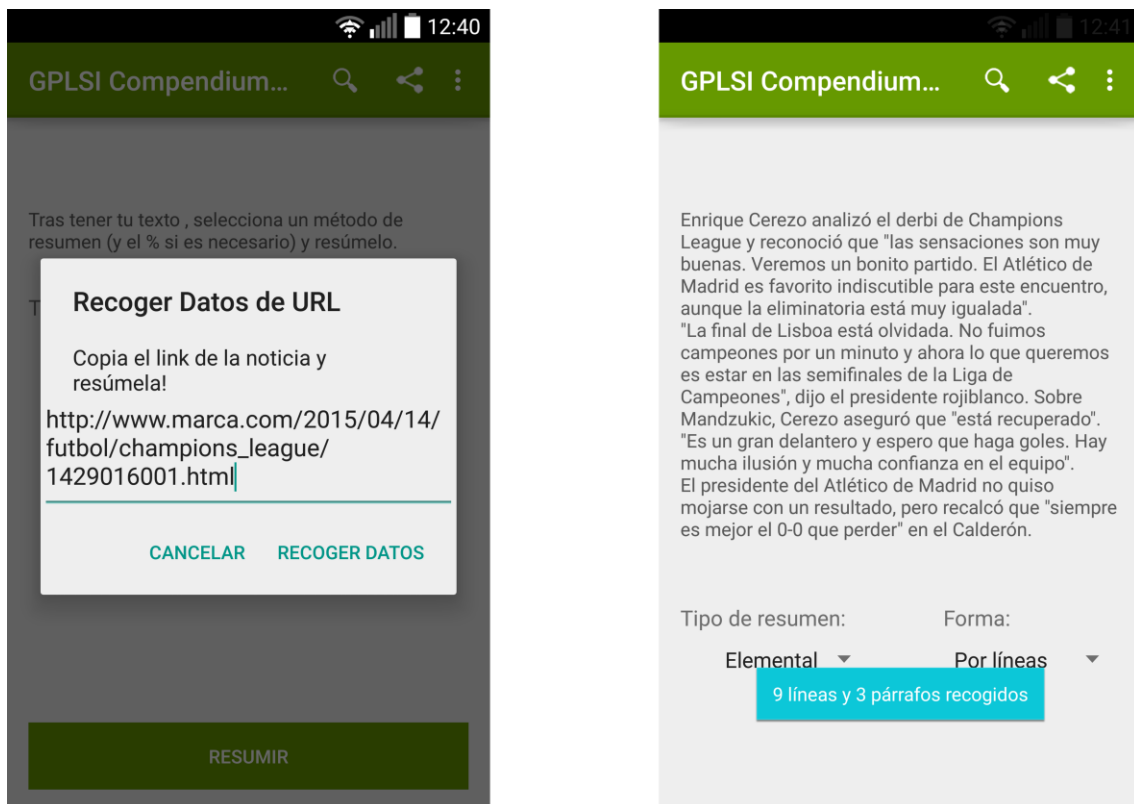 12:40
GPLSI Compendium...
Tras tener tu texto , selecciona un método de
resumen (y el % si es necesario) y resúmelo.
T
Recoger Datos de URL
Copia el link de la noticia y
resúmela!
http://www.marca.com/2015/04/14/
futbol/champions_league/
1429016001.html
CANCELAR RECOGER DATOS
RESUMIR
12:41
GPLSI Compendium...
Enrique Cerezo analizó el derbi de Champions
League y reconoció que "las sensaciones son muy
buenas. Veremos un bonito partido. El Atlético de
Madrid es favorito indiscutible para este encuentro,
aunque la eliminatoria está muy igualada".
"La final de Lisboa está olvidada. No fuimos
campeones por un minuto y ahora lo que queremos
es estar en las semifinales de la Liga de
Campeones", dijo el presidente rojiblanco. Sobre
Mandzukic, Cerezo aseguró que "está recuperado".
"Es un gran delantero y espero que haga goles. Hay
mucha ilusión y mucha confianza en el equipo".
El presidente del Atlético de Madrid no quiso
mojarse con un resultado, pero recalcó que "siempre
es mejor el 0-0 que perder" en el Calderón.
Tipo de resumen: Forma:
Elemental Por líneas
9 líneas y 3 párrafos recogidos